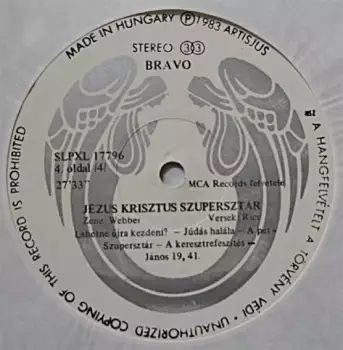 MADE IN HUNGARY Ⓟ 1983 ARTISJUS
STEREO 33
BRAVO
SLPXL 17796
4. oldal /4/
27'33"
MCA Records felvétele
JÉZUS KRISZTUS SZUPERSZTÁR
Zene: Webber Versek: Rice
Lehetne újra kezdeni? – Júdás halála – A per –
Szupersztár – A keresztrefeszítés –
János 19, 41.
MSZ
A HANGFELVÉTELT A TÖRVÉNY VÉDI • UNAUTHORIZED COPYING OF THIS RECORD IS PROHIBITED